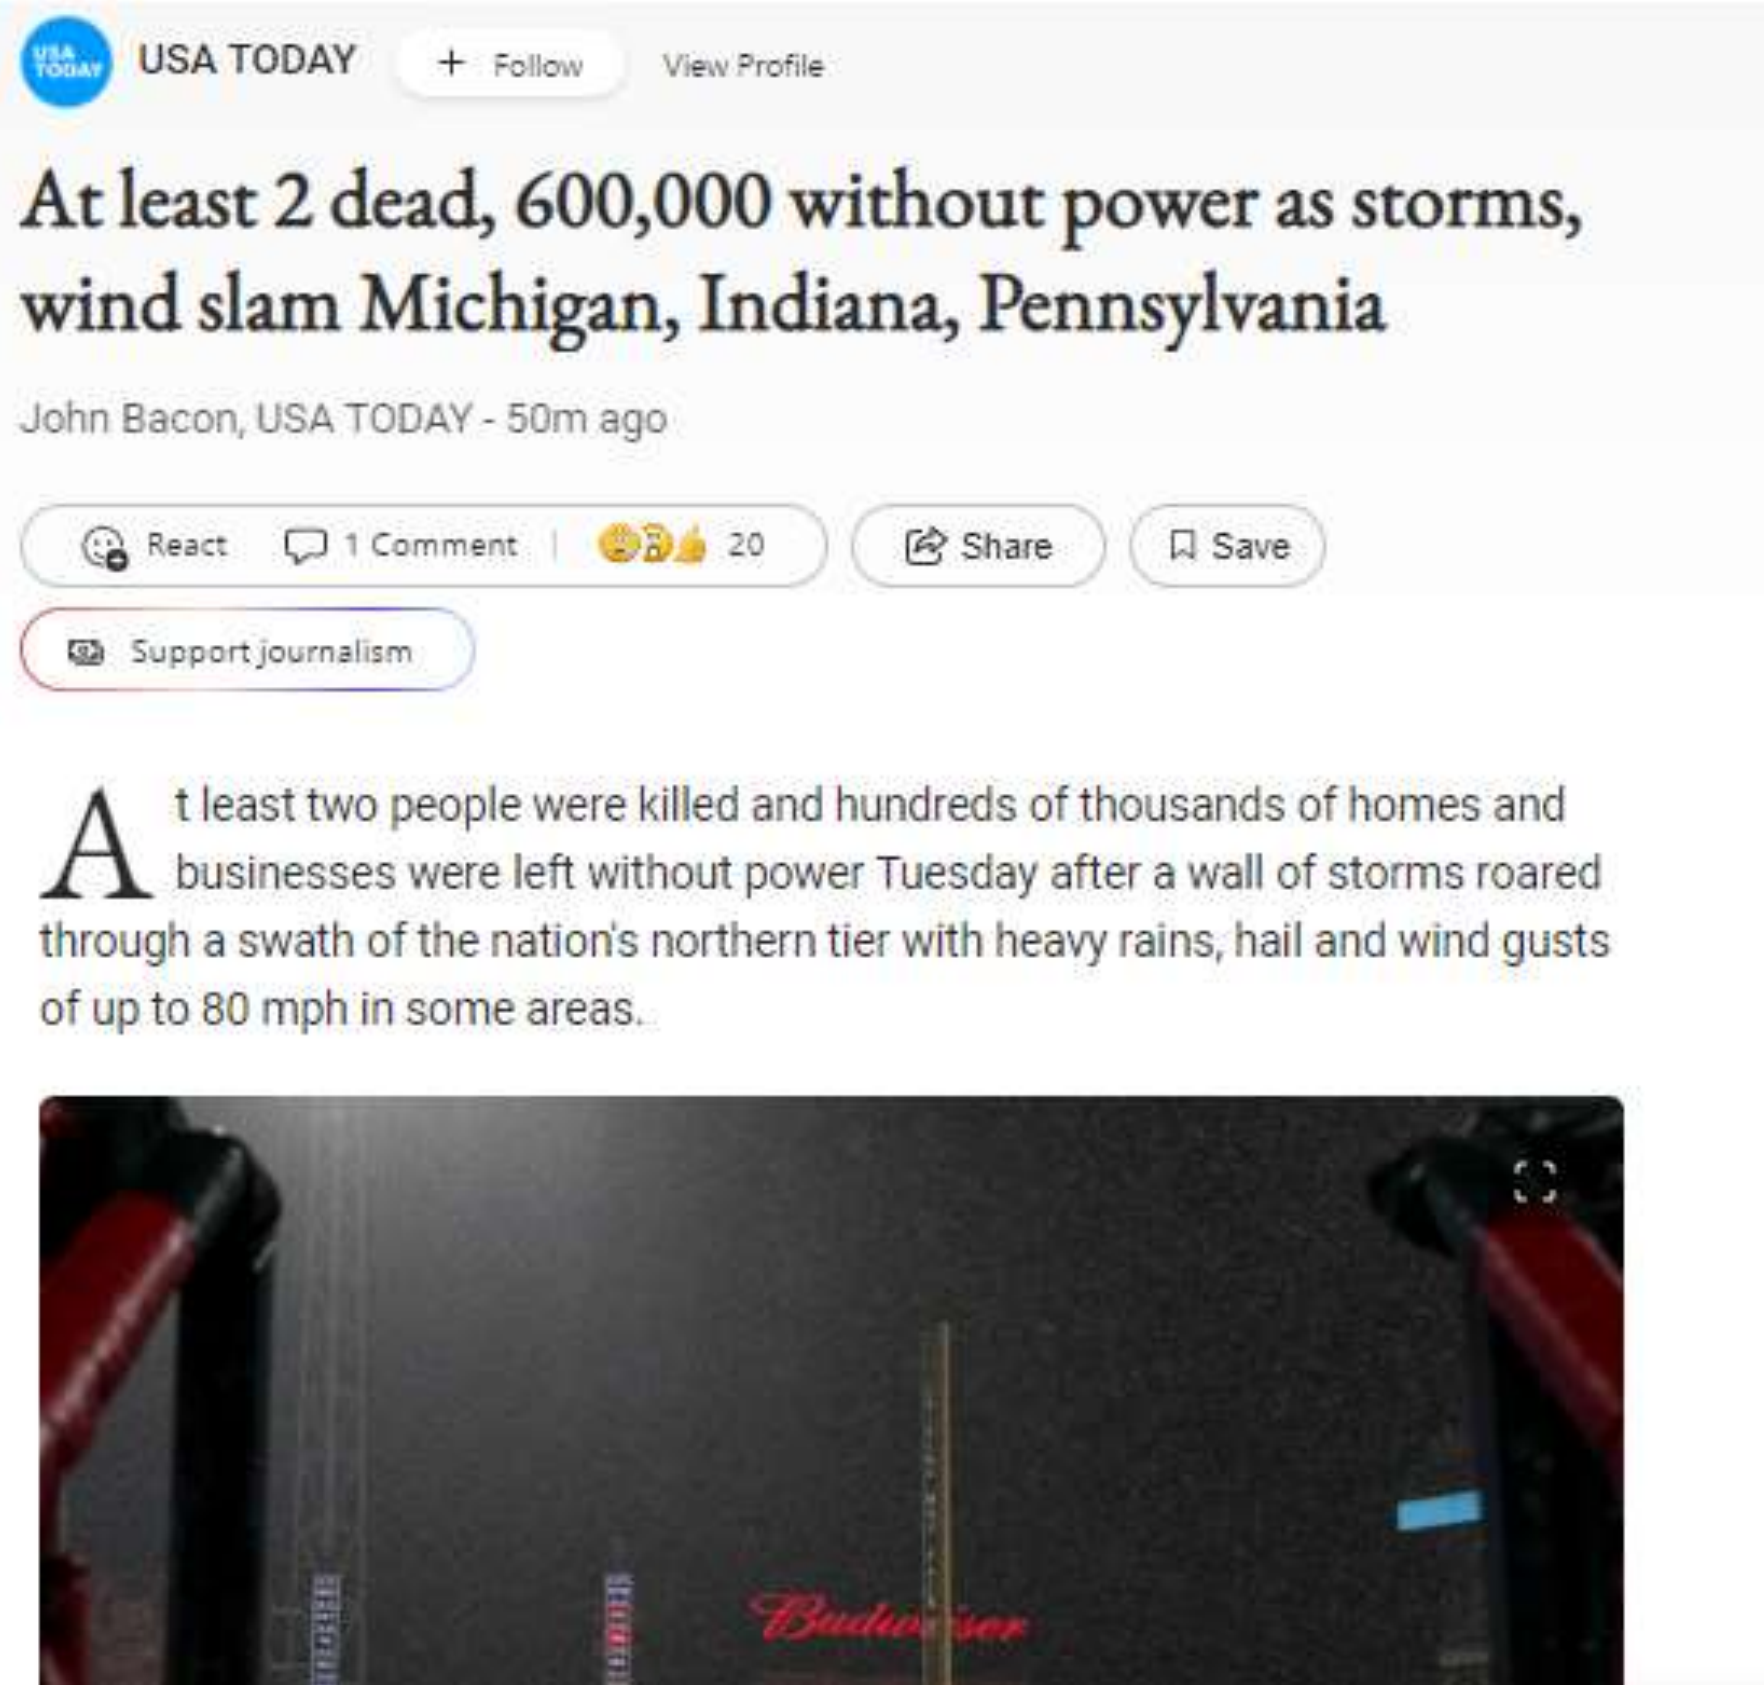 USA
TODAY
USA TODAY
+ Follow
View Profile
At least 2 dead, 600,000 without power as storms,
wind slam Michigan, Indiana, Pennsylvania
John Bacon, USA TODAY - 50m ago
React
1 Comment
20
Share
Save
Support journalism
At least two people were killed and hundreds of thousands of homes and
businesses were left without power Tuesday after a wall of storms roared
through a swath of the nation's northern tier with heavy rains, hail and wind gusts
of up to 80 mph in some areas.
Budweiser